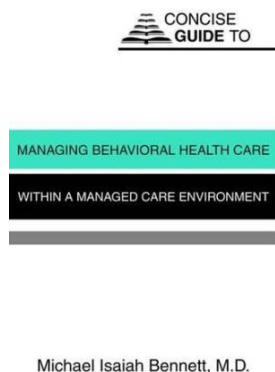 CONCISE
GUIDE TO
MANAGING BEHAVIORAL HEALTH CARE
WITHIN A MANAGED CARE ENVIRONMENT
Michael Isaiah Bennett, M.D.